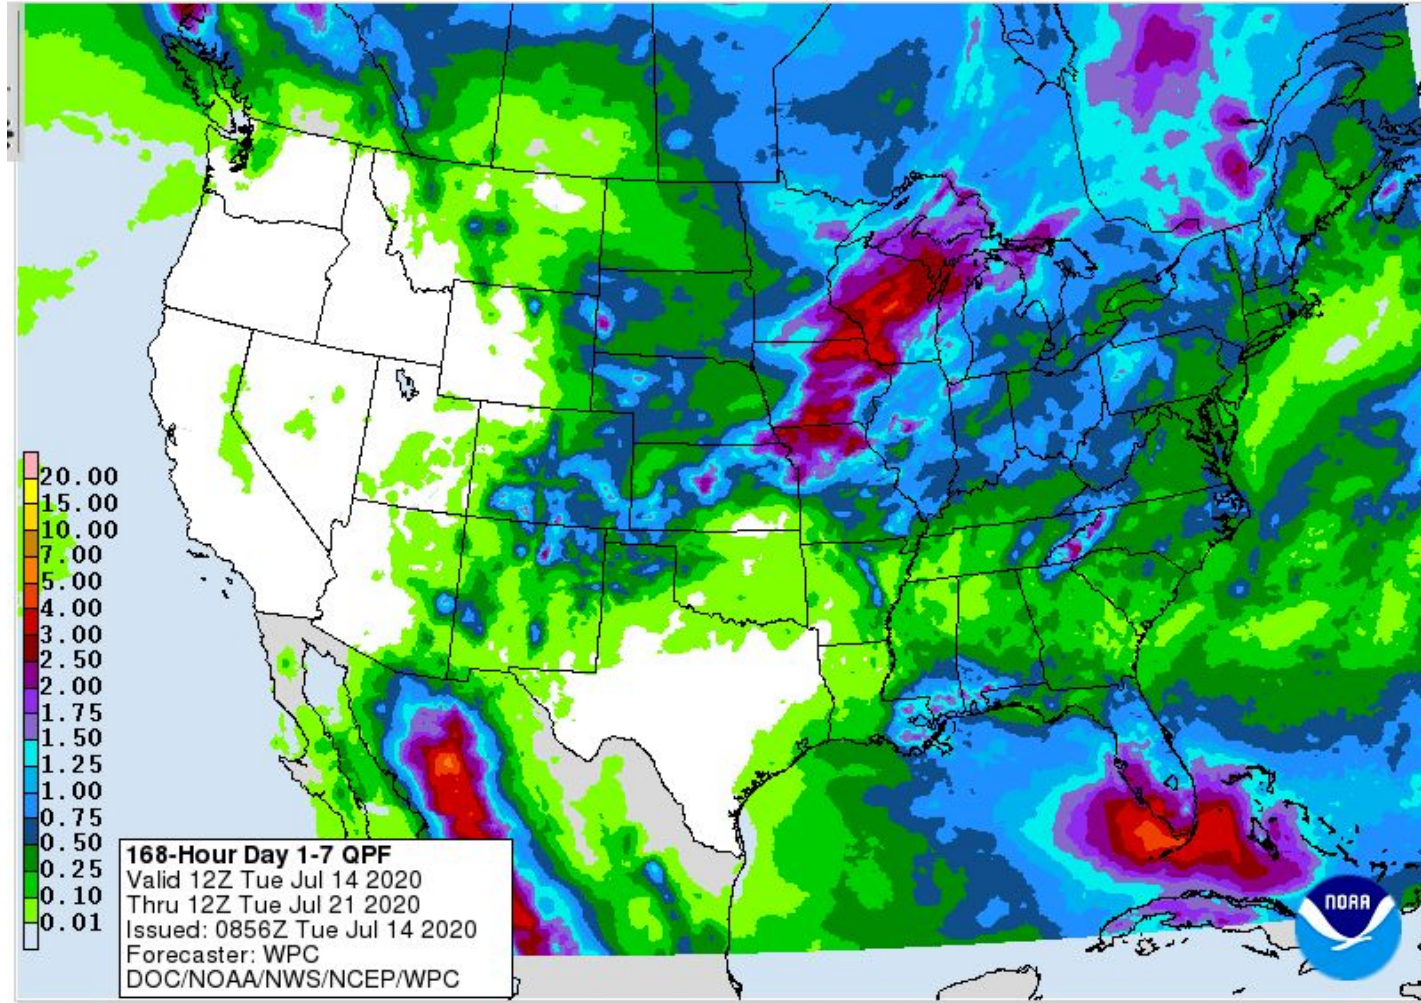 20.00
15.00
10.00
7.00
5.00
4.00
3.00
2.50
2.00
1.75
1.50
1.25
1.00
0.75
0.50
0.25
0.10
0.01
168-Hour Day 1-7 QPF
Valid 12Z Tue Jul 14 2020
Thru 12Z Tue Jul 21 2020
Issued: 0856Z Tue Jul 14 2020
Forecaster: WPC
DOC/NOAA/NWS/NCEP/WPC
NOAA